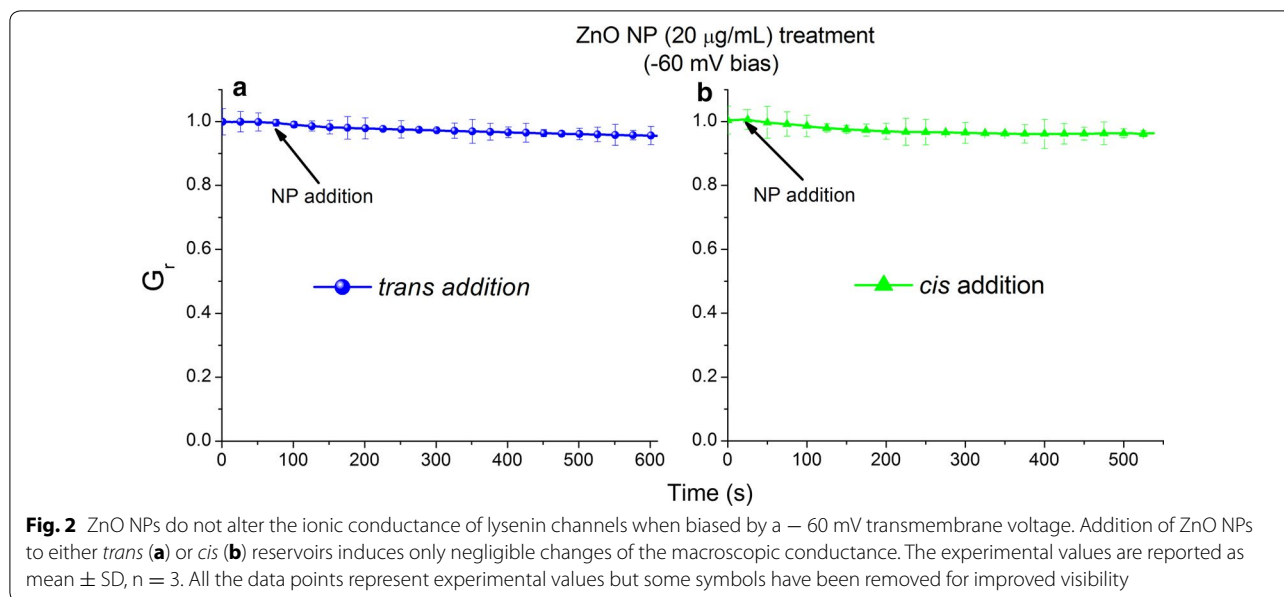 ZnO NP (20 μg/mL) treatment
(-60 mV bias)
a
b
1.0
0.8
0.6
0.4
0.2
0.0
NP addition
trans addition
0 100 200 300 400 500 600
1.0
0.8
0.6
0.4
0.2
0.0
NP addition
cis addition
0 100 200 300 400 500
Gr
Time (s)
Fig. 2 ZnO NPs do not alter the ionic conductance of lysenin channels when biased by a − 60 mV transmembrane voltage. Addition of ZnO NPs
to either trans (a) or cis (b) reservoirs induces only negligible changes of the macroscopic conductance. The experimental values are reported as
mean ± SD, n = 3. All the data points represent experimental values but some symbols have been removed for improved visibility